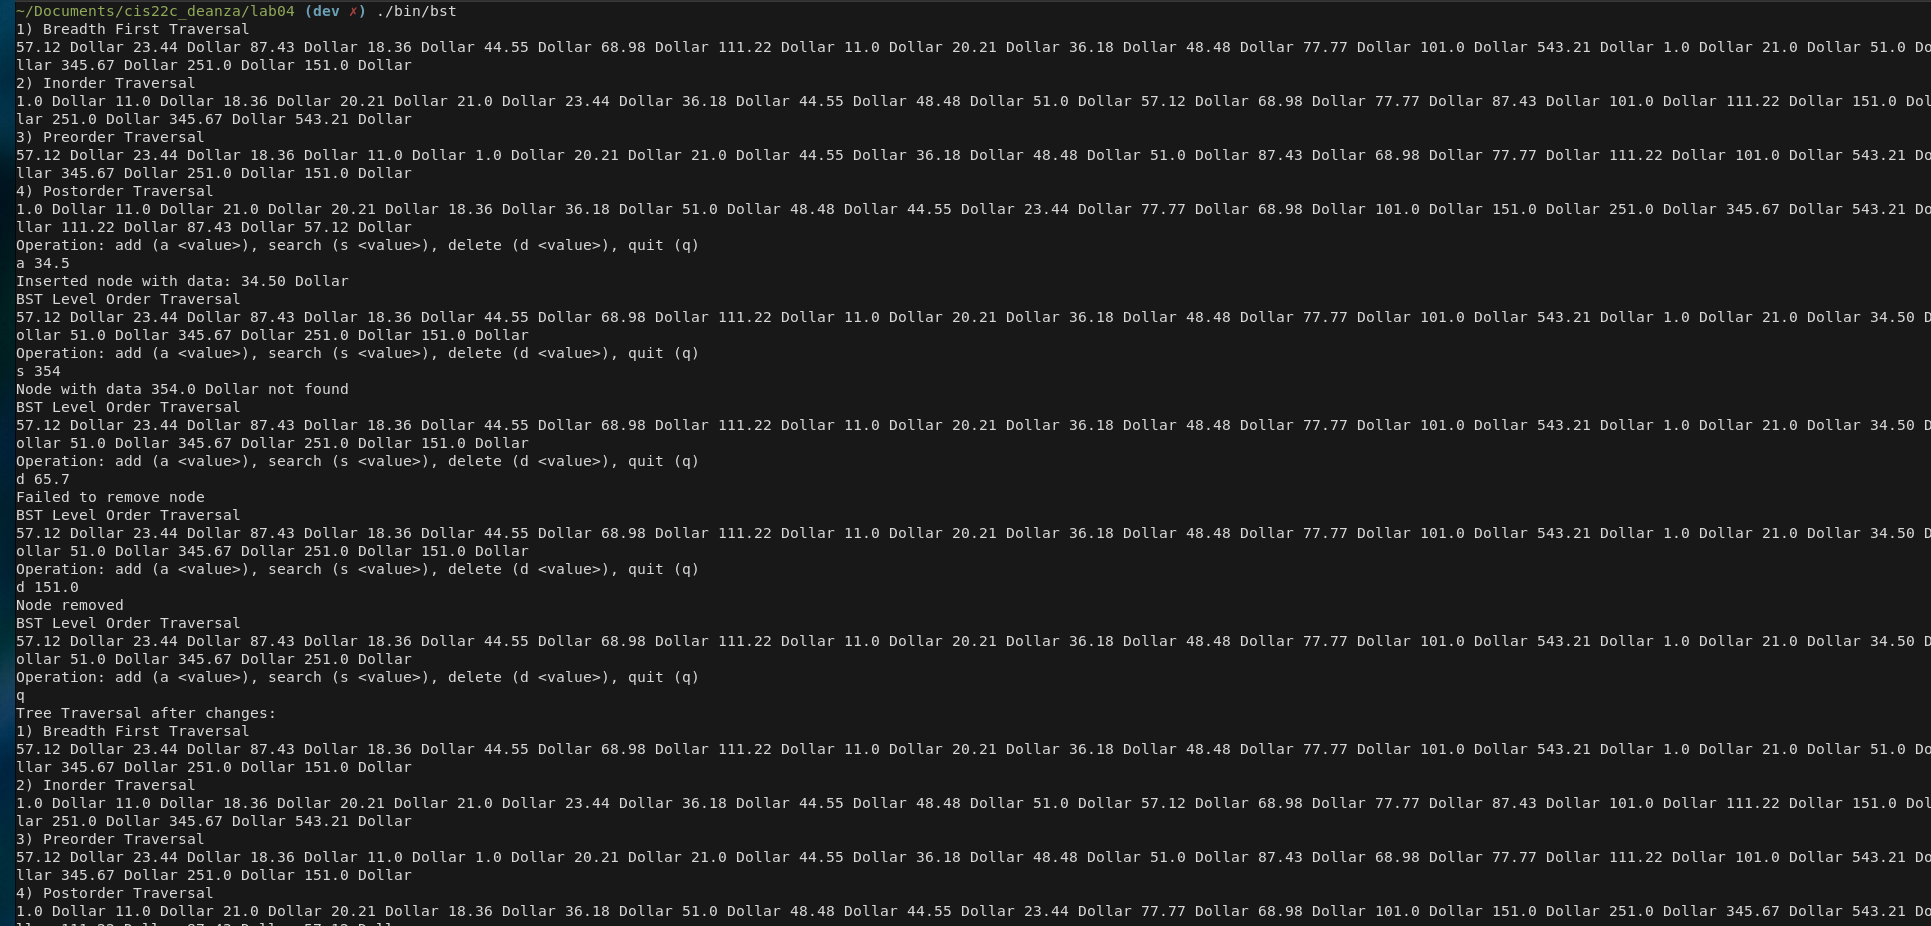 ~/Documents/cis22c_deanza/lab04 (dev ✗) ./bin/bst
1) Breadth First Traversal
57.12 Dollar 23.44 Dollar 87.43 Dollar 18.36 Dollar 44.55 Dollar 68.98 Dollar 111.22 Dollar 11.0 Dollar 20.21 Dollar 36.18 Dollar 48.48 Dollar 77.77 Dollar 101.0 Dollar 543.21 Dollar 1.0 Dollar 21.0 Dollar 51.0 Do
llar 345.67 Dollar 251.0 Dollar 151.0 Dollar
2) Inorder Traversal
1.0 Dollar 11.0 Dollar 18.36 Dollar 20.21 Dollar 21.0 Dollar 23.44 Dollar 36.18 Dollar 44.55 Dollar 48.48 Dollar 51.0 Dollar 57.12 Dollar 68.98 Dollar 77.77 Dollar 87.43 Dollar 101.0 Dollar 111.22 Dollar 151.0 Dol
lar 251.0 Dollar 345.67 Dollar 543.21 Dollar
3) Preorder Traversal
57.12 Dollar 23.44 Dollar 18.36 Dollar 11.0 Dollar 1.0 Dollar 20.21 Dollar 21.0 Dollar 44.55 Dollar 36.18 Dollar 48.48 Dollar 51.0 Dollar 87.43 Dollar 68.98 Dollar 77.77 Dollar 111.22 Dollar 101.0 Dollar 543.21 Do
llar 345.67 Dollar 251.0 Dollar 151.0 Dollar
4) Postorder Traversal
1.0 Dollar 11.0 Dollar 21.0 Dollar 20.21 Dollar 18.36 Dollar 36.18 Dollar 51.0 Dollar 48.48 Dollar 44.55 Dollar 23.44 Dollar 77.77 Dollar 68.98 Dollar 101.0 Dollar 151.0 Dollar 251.0 Dollar 345.67 Dollar 543.21 Do
llar 111.22 Dollar 87.43 Dollar 57.12 Dollar
Operation: add (a <value>), search (s <value>), delete (d <value>), quit (q)
a 34.5
Inserted node with data: 34.50 Dollar
BST Level Order Traversal
57.12 Dollar 23.44 Dollar 87.43 Dollar 18.36 Dollar 44.55 Dollar 68.98 Dollar 111.22 Dollar 11.0 Dollar 20.21 Dollar 36.18 Dollar 48.48 Dollar 77.77 Dollar 101.0 Dollar 543.21 Dollar 1.0 Dollar 21.0 Dollar 34.50 D
ollar 51.0 Dollar 345.67 Dollar 251.0 Dollar 151.0 Dollar
Operation: add (a <value>), search (s <value>), delete (d <value>), quit (q)
s 354
Node with data 354.0 Dollar not found
BST Level Order Traversal
57.12 Dollar 23.44 Dollar 87.43 Dollar 18.36 Dollar 44.55 Dollar 68.98 Dollar 111.22 Dollar 11.0 Dollar 20.21 Dollar 36.18 Dollar 48.48 Dollar 77.77 Dollar 101.0 Dollar 543.21 Dollar 1.0 Dollar 21.0 Dollar 34.50 D
ollar 51.0 Dollar 345.67 Dollar 251.0 Dollar 151.0 Dollar
Operation: add (a <value>), search (s <value>), delete (d <value>), quit (q)
d 65.7
Failed to remove node
BST Level Order Traversal
57.12 Dollar 23.44 Dollar 87.43 Dollar 18.36 Dollar 44.55 Dollar 68.98 Dollar 111.22 Dollar 11.0 Dollar 20.21 Dollar 36.18 Dollar 48.48 Dollar 77.77 Dollar 101.0 Dollar 543.21 Dollar 1.0 Dollar 21.0 Dollar 34.50 D
ollar 51.0 Dollar 345.67 Dollar 251.0 Dollar 151.0 Dollar
Operation: add (a <value>), search (s <value>), delete (d <value>), quit (q)
d 151.0
Node removed
BST Level Order Traversal
57.12 Dollar 23.44 Dollar 87.43 Dollar 18.36 Dollar 44.55 Dollar 68.98 Dollar 111.22 Dollar 11.0 Dollar 20.21 Dollar 36.18 Dollar 48.48 Dollar 77.77 Dollar 101.0 Dollar 543.21 Dollar 1.0 Dollar 21.0 Dollar 34.50 D
ollar 51.0 Dollar 345.67 Dollar 251.0 Dollar
Operation: add (a <value>), search (s <value>), delete (d <value>), quit (q)
q
Tree Traversal after changes:
1) Breadth First Traversal
57.12 Dollar 23.44 Dollar 87.43 Dollar 18.36 Dollar 44.55 Dollar 68.98 Dollar 111.22 Dollar 11.0 Dollar 20.21 Dollar 36.18 Dollar 48.48 Dollar 77.77 Dollar 101.0 Dollar 543.21 Dollar 1.0 Dollar 21.0 Dollar 51.0 Do
llar 345.67 Dollar 251.0 Dollar 151.0 Dollar
2) Inorder Traversal
1.0 Dollar 11.0 Dollar 18.36 Dollar 20.21 Dollar 21.0 Dollar 23.44 Dollar 36.18 Dollar 44.55 Dollar 48.48 Dollar 51.0 Dollar 57.12 Dollar 68.98 Dollar 77.77 Dollar 87.43 Dollar 101.0 Dollar 111.22 Dollar 151.0 Dol
lar 251.0 Dollar 345.67 Dollar 543.21 Dollar
3) Preorder Traversal
57.12 Dollar 23.44 Dollar 18.36 Dollar 11.0 Dollar 1.0 Dollar 20.21 Dollar 21.0 Dollar 44.55 Dollar 36.18 Dollar 48.48 Dollar 51.0 Dollar 87.43 Dollar 68.98 Dollar 77.77 Dollar 111.22 Dollar 101.0 Dollar 543.21 Do
llar 345.67 Dollar 251.0 Dollar 151.0 Dollar
4) Postorder Traversal
1.0 Dollar 11.0 Dollar 21.0 Dollar 20.21 Dollar 18.36 Dollar 36.18 Dollar 51.0 Dollar 48.48 Dollar 44.55 Dollar 23.44 Dollar 77.77 Dollar 68.98 Dollar 101.0 Dollar 151.0 Dollar 251.0 Dollar 345.67 Dollar 543.21 Do